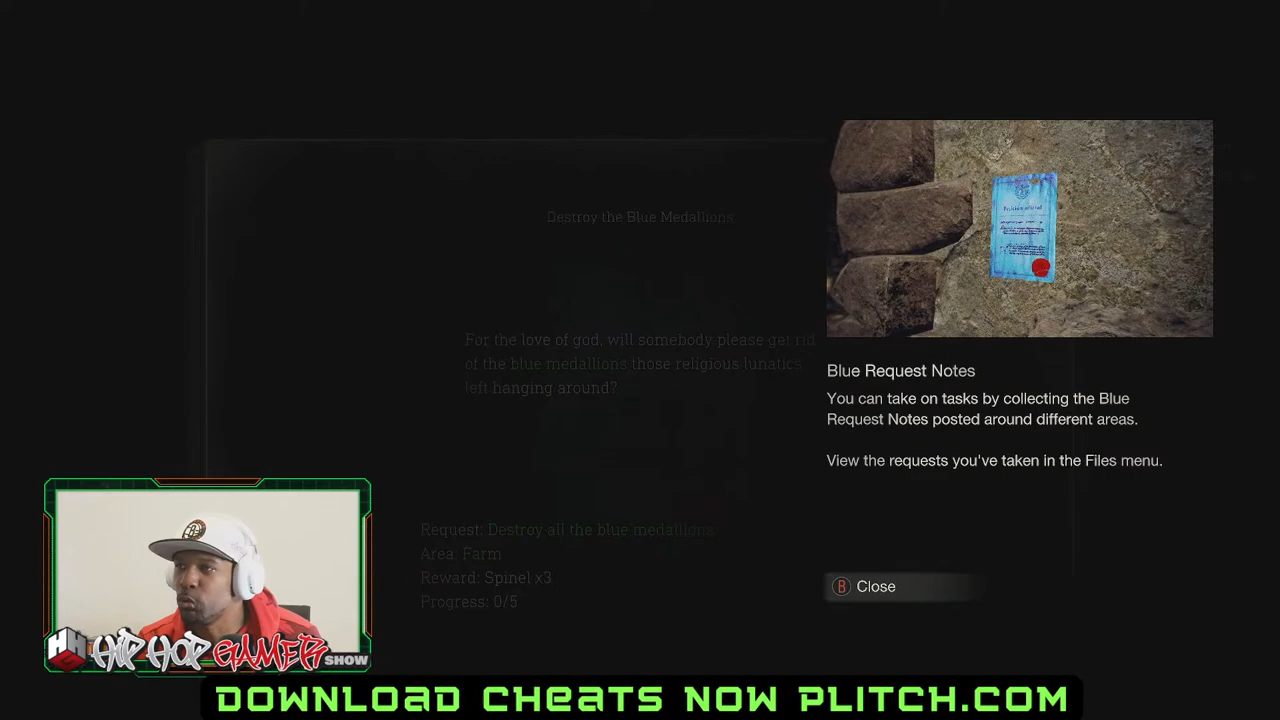 Destroy the Blue Medallions
For the love of god, will somebody please get rid
of the blue medallions those religious lunatics
left hanging around?
Request: Destroy all the blue medallions.
Area: Farm
Reward: Spinel x3
Progress: 0/5
Blue Request Notes
You can take on tasks by collecting the Blue
Request Notes posted around different areas.
View the requests you've taken in the Files menu.
B Close
HHG HIP HOP GAMER SHOW
DOWNLOAD CHEATS NOW PLITCH.COM